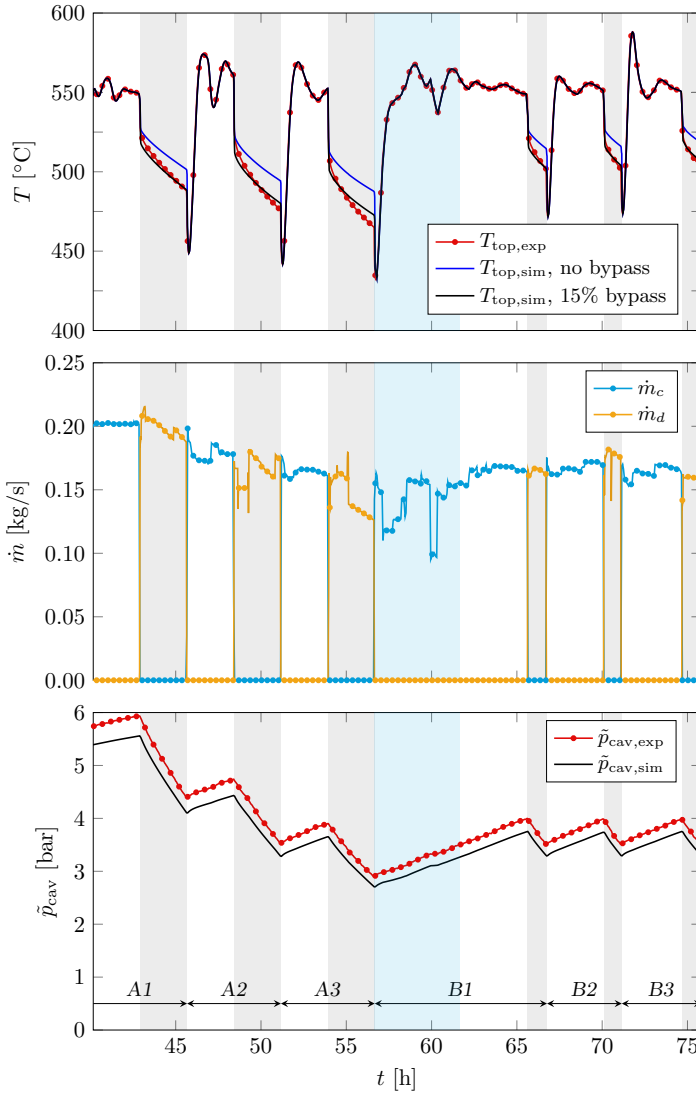 600
550
500
450
400
T [°C]
T_top,exp
T_top,sim, no bypass
T_top,sim, 15% bypass
0.25
0.20
0.15
0.10
0.05
0.00
ṁ [kg/s]
ṁ_c
ṁ_d
6
5
4
3
2
1
0
p̃_cav [bar]
p̃_cav,exp
p̃_cav,sim
A1 A2 A3 B1 B2 B3
45 50 55 60 65 70 75
t [h]